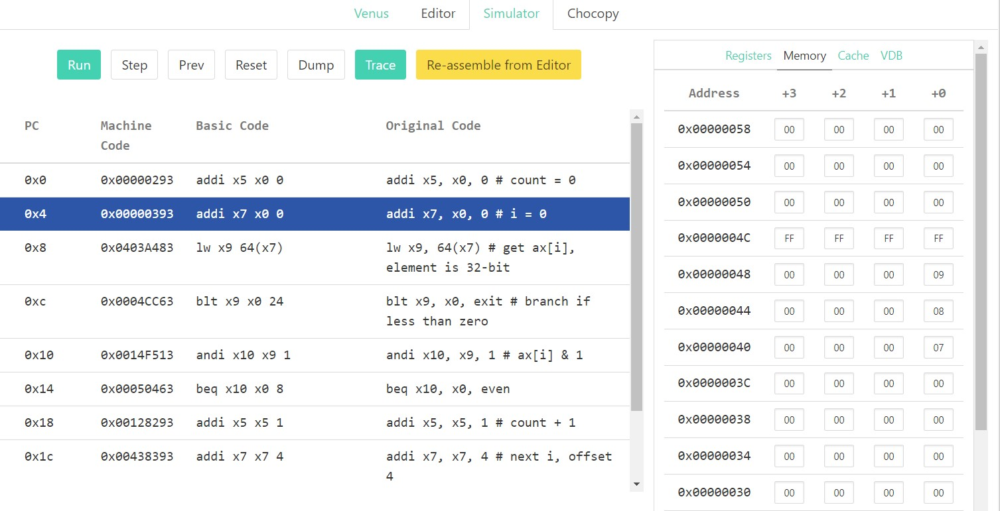 Venus Editor Simulator Chocopy
Run Step Prev Reset Dump Trace Re-assemble from Editor
PC Machine Code Basic Code Original Code
0x0 0x00000293 addi x5 x0 0 addi x5, x0, 0 # count = 0
0x4 0x00000393 addi x7 x0 0 addi x7, x0, 0 # i = 0
0x8 0x0403A483 lw x9 64(x7) lw x9, 64(x7) # get ax[i],
element is 32-bit
0xc 0x0004CC63 blt x9 x0 24 blt x9, x0, exit # branch if
less than zero
0x10 0x0014F513 andi x10 x9 1 andi x10, x9, 1 # ax[i] & 1
0x14 0x00050463 beq x10 x0 8 beq x10, x0, even
0x18 0x00128293 addi x5 x5 1 addi x5, x5, 1 # count + 1
0x1c 0x00438393 addi x7 x7 4 addi x7, x7, 4 # next i, offset
4
Registers Memory Cache VDB
Address +3 +2 +1 +0
0x00000058 00 00 00 00
0x00000054 00 00 00 00
0x00000050 00 00 00 00
0x0000004C FF FF FF FF
0x00000048 00 00 00 09
0x00000044 00 00 00 08
0x00000040 00 00 00 07
0x0000003C 00 00 00 00
0x00000038 00 00 00 00
0x00000034 00 00 00 00
0x00000030 00 00 00 00